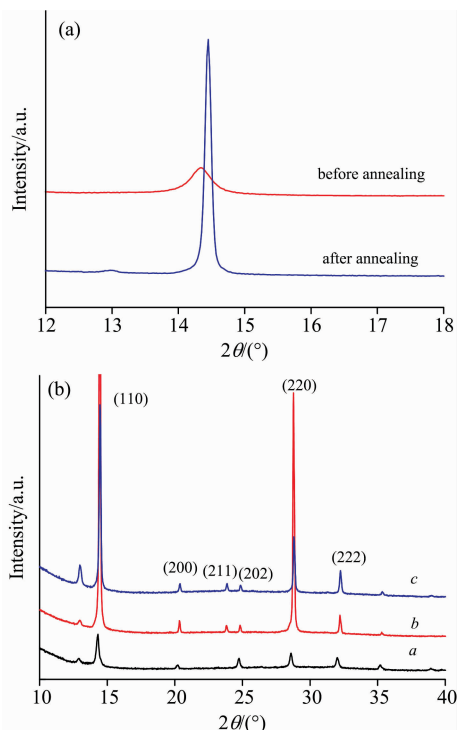 (a)
Intensity/a.u.
before annealing
after annealing
12 13 14 15 16 17 18
2θ/(°)
(b)
Intensity/a.u.
(110)
(220)
(200)
(211)
(202)
(222)
c
b
a
10 15 20 25 30 35 40
2θ/(°)